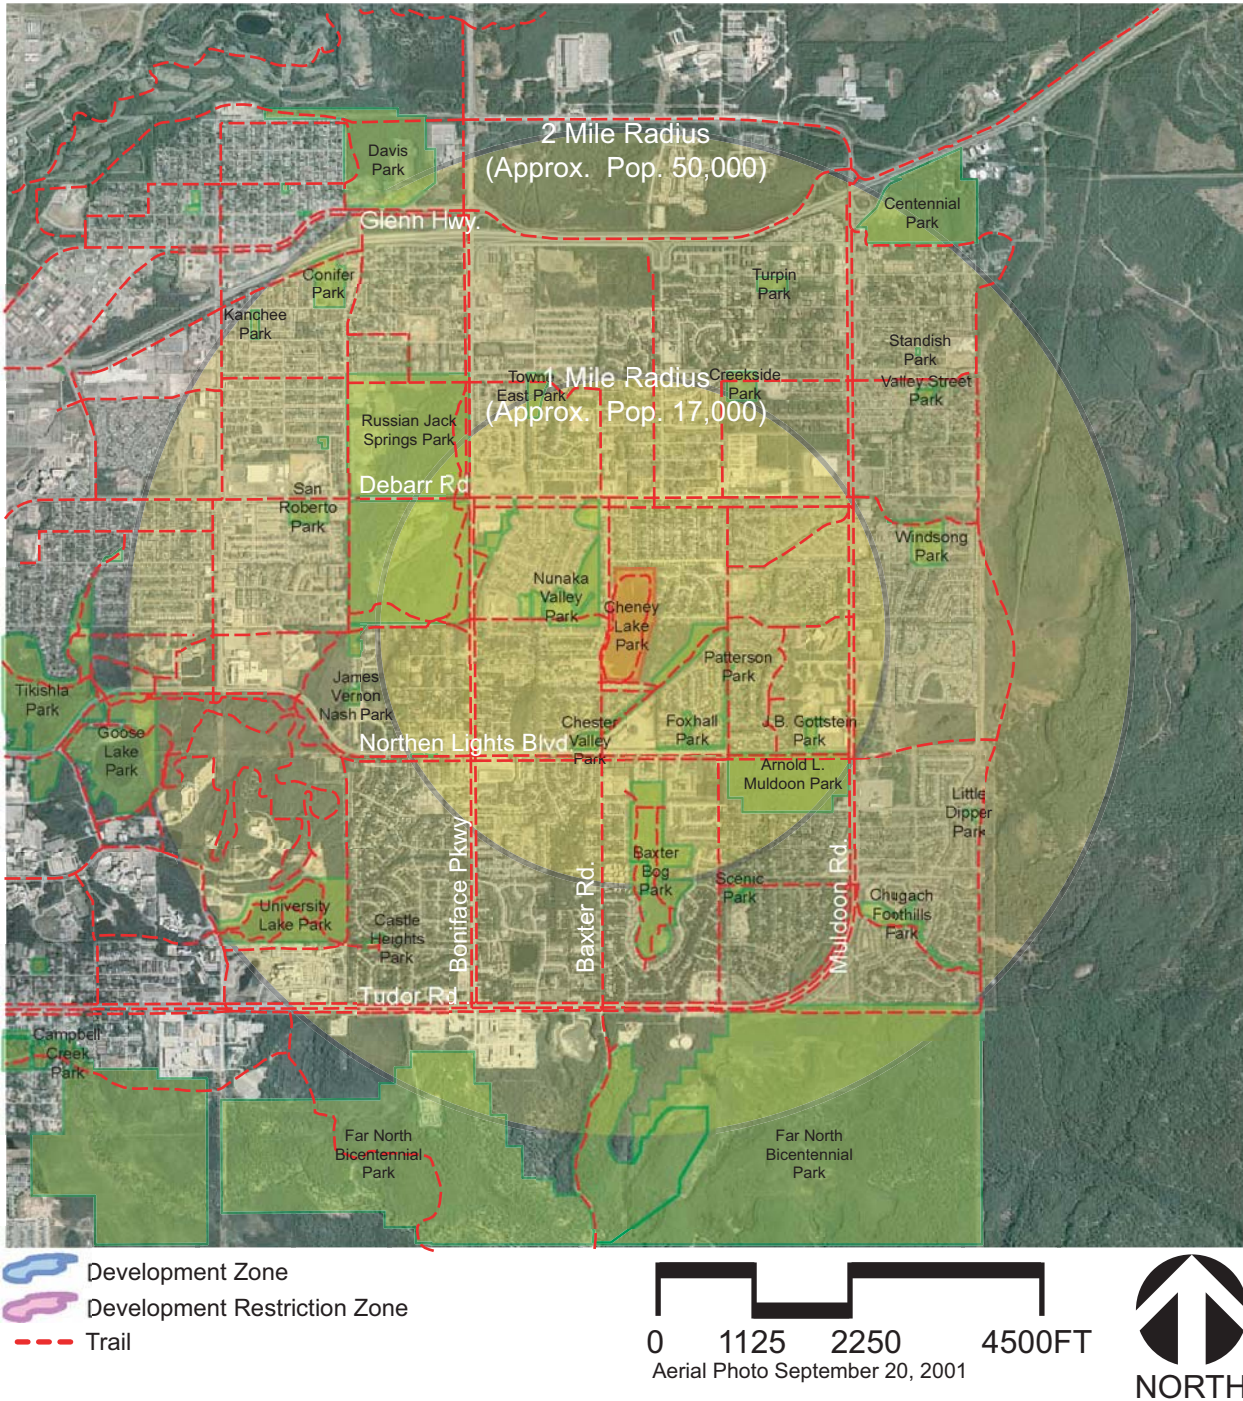 2 Mile Radius
(Approx. Pop. 50,000)
Davis
Park
Centennial
Park
Glenn Hwy.
Conifer
Park
Turpin
Park
Kanchee
Park
Standish
Park
Valley Street
Park
Town
East Park
1 Mile Radius
(Approx. Pop. 17,000)
Creekside
Park
Russian Jack
Springs Park
Debarr Rd
San
Roberto
Park
Windsong
Park
Nunaka
Valley
Park
Cheney
Lake
Park
Patterson
Park
James
Vernon
Nash Park
Tikishla
Park
Goose
Lake
Park
Chester
Valley
Park
Foxhall
Park
J.B. Gottstein
Park
Northen Lights Blvd
Arnold L.
Muldoon Park
Little
Dipper
Park
Boniface Pkwy
Baxter Rd.
Muldoon Rd.
Baxter
Bog
Park
Scenic
Park
Chugach
Foothills
Fark
University
Lake Park
Castle
Heights
Park
Tudor Rd
Campbell
Creek
Park
Far North
Bicentennial
Park
Far North
Bicentennial
Park
Development Zone
Development Restriction Zone
Trail
0 1125 2250 4500FT
Aerial Photo September 20, 2001
NORTH